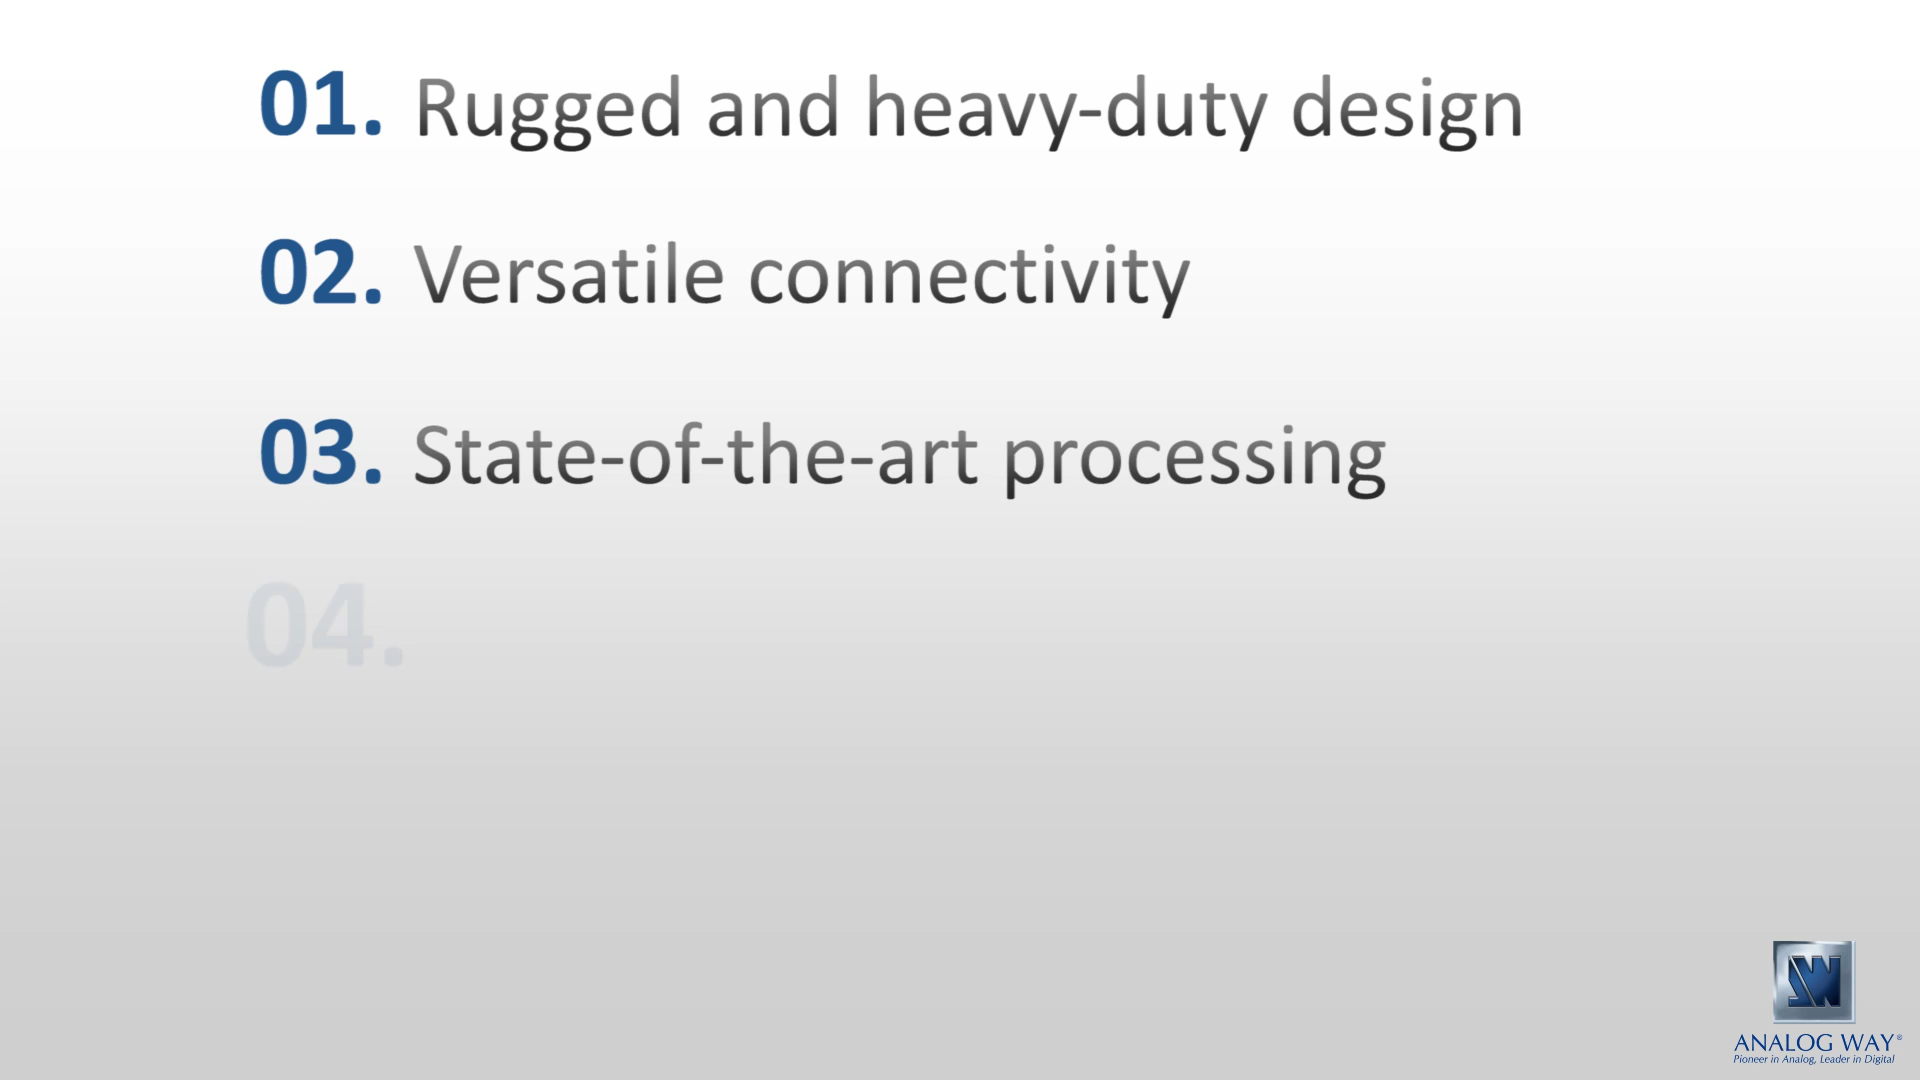 01. Rugged and heavy-duty design
02. Versatile connectivity
03. State-of-the-art processing
04.
ANALOG WAY®
Pioneer in Analog, Leader in Digital